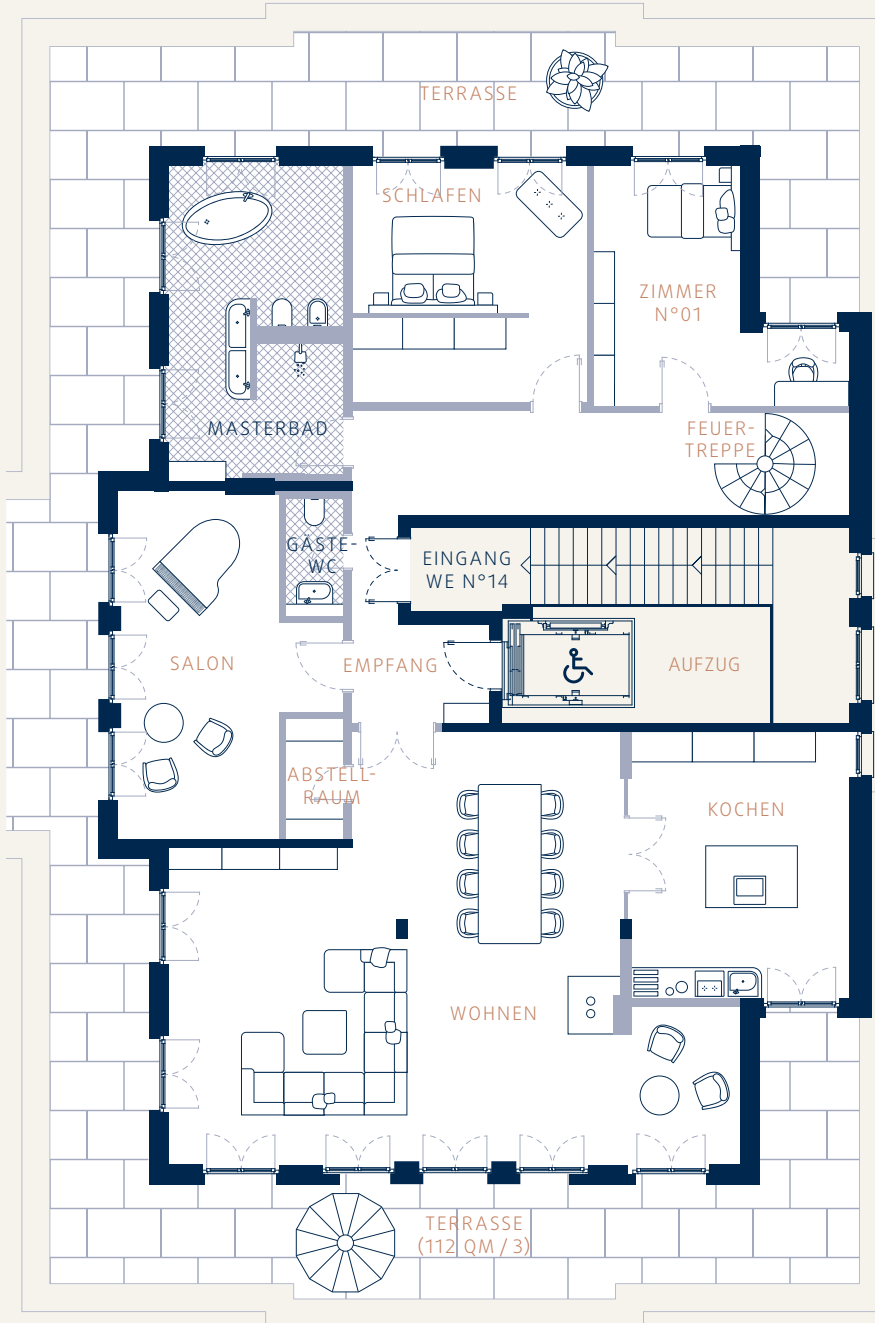 TERRASSE
SCHLAFEN
ZIMMER
N°01
MASTERBAD
FEUER-
TREPPE
GÄSTE-
WC
EINGANG
WE N°14
SALON
EMPFANG
AUFZUG
ABSTELL-
RAUM
KOCHEN
WOHNEN
TERRASSE
(112 QM / 3)